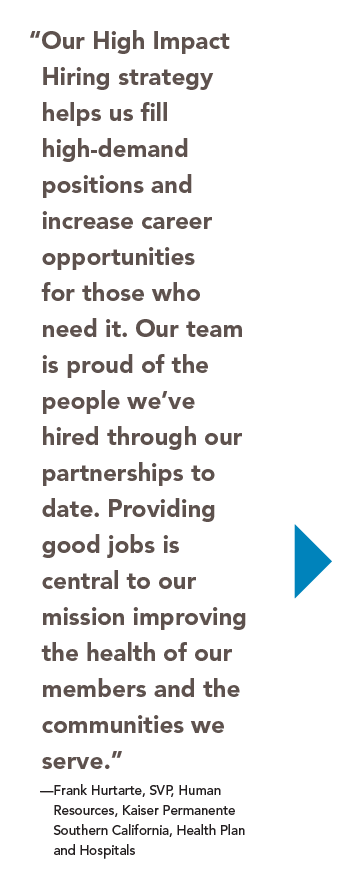 “Our High Impact
Hiring strategy
helps us fill
high-demand
positions and
increase career
opportunities
for those who
need it. Our team
is proud of the
people we’ve
hired through our
partnerships to
date. Providing
good jobs is
central to our
mission improving
the health of our
members and the
communities we
serve.”
—Frank Hurtarte, SVP, Human
Resources, Kaiser Permanente
Southern California, Health Plan
and Hospitals